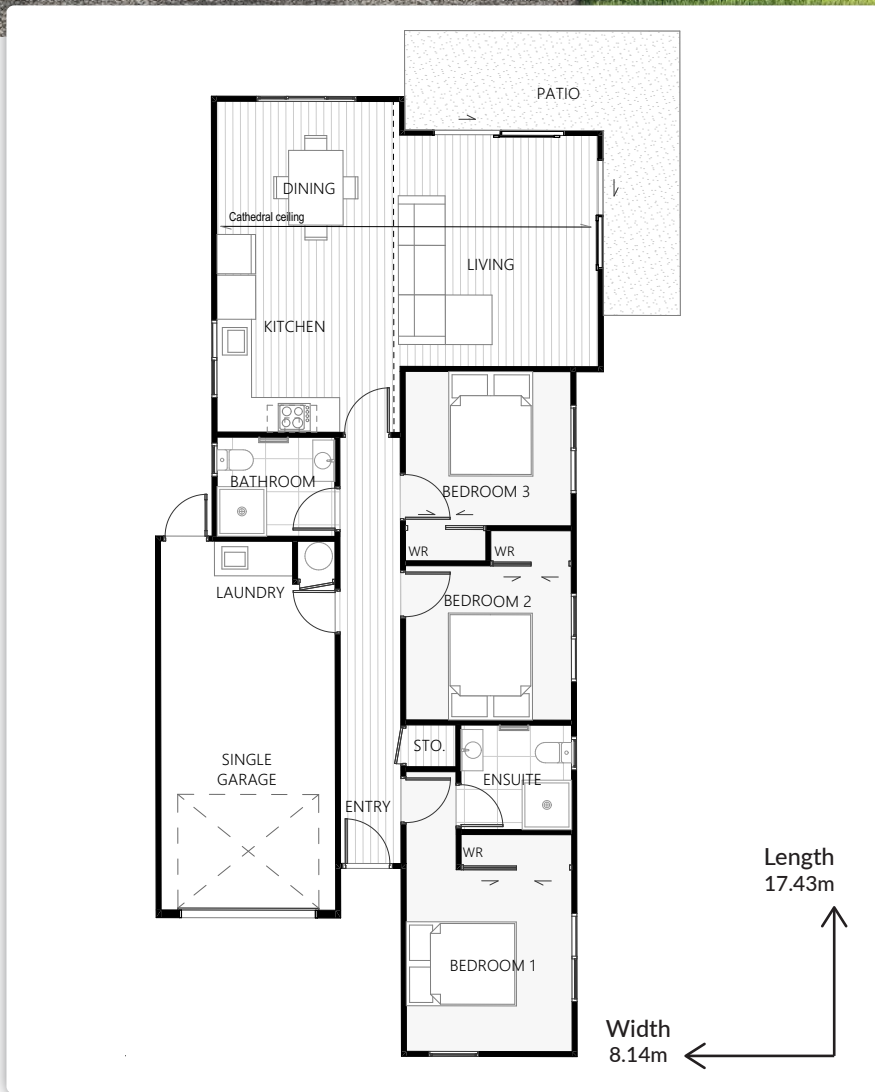 PATIO
DINING
Cathedral ceiling
LIVING
KITCHEN
BATHROOM
BEDROOM 3
WR
WR
LAUNDRY
BEDROOM 2
STO.
SINGLE
GARAGE
ENSUITE
ENTRY
WR
BEDROOM 1
Length
17.43m
Width
8.14m